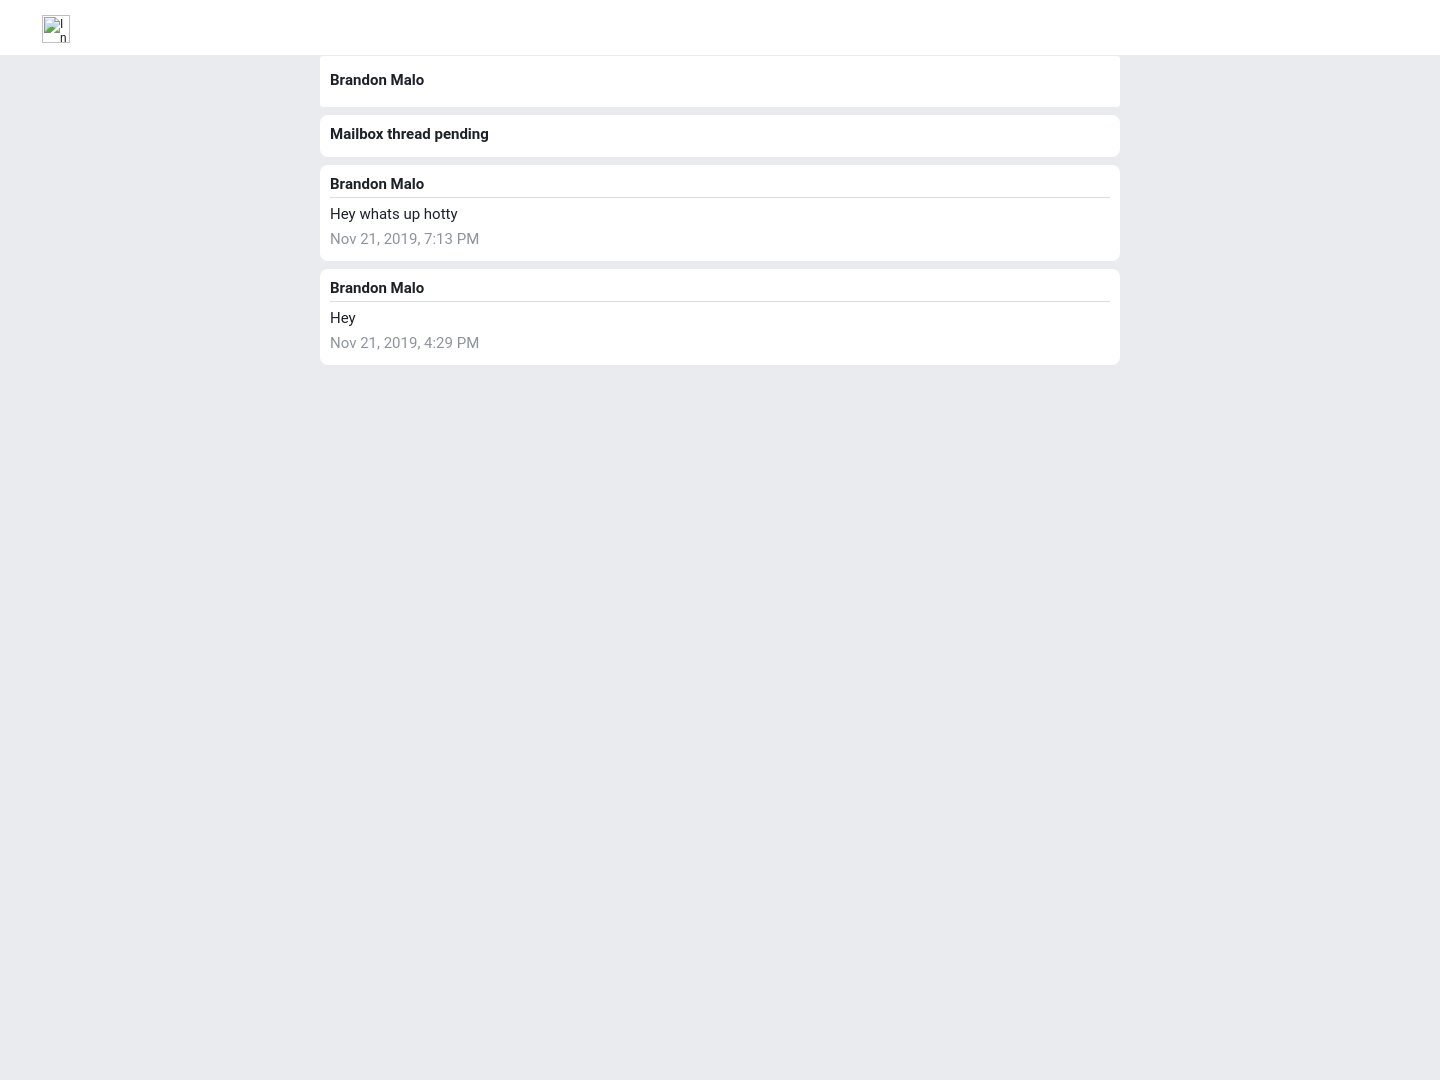 Brandon Malo
Mailbox thread pending
Brandon Malo
Hey whats up hotty
Nov 21, 2019, 7:13 PM
Brandon Malo
Hey
Nov 21, 2019, 4:29 PM